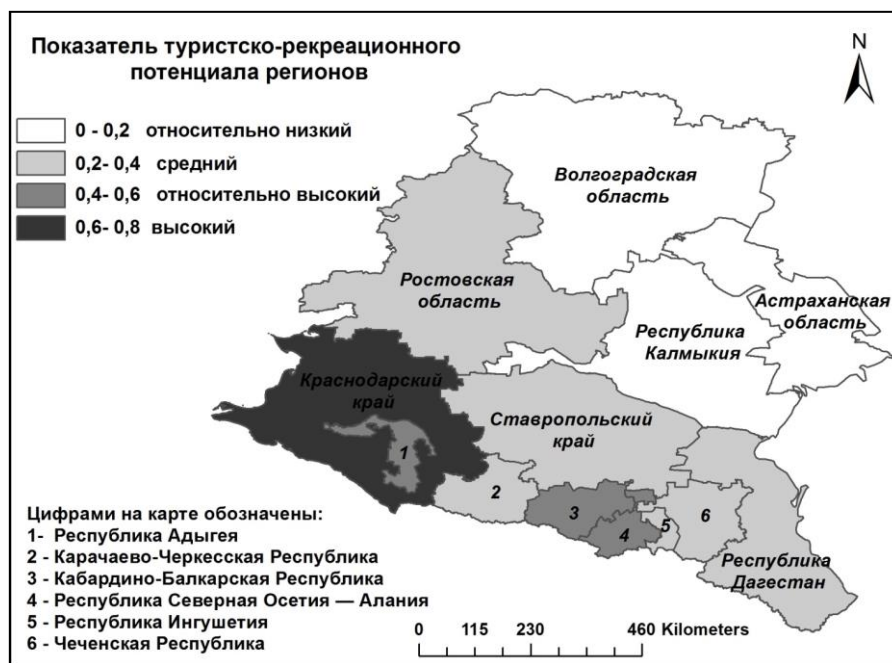 Показатель туристско-рекреационного
потенциала регионов
0 - 0,2 относительно низкий
0,2- 0,4 средний
0,4- 0,6 относительно высокий
0,6- 0,8 высокий
N
Волгоградская
область
Ростовская
область
Астраханская
область
Республика
Калмыкия
Краснодарский
край
Ставропольский
край
1
2
3
4
5
6
Республика
Дагестан
Цифрами на карте обозначены:
1- Республика Адыгея
2 - Карачаево-Черкесская Республика
3 - Кабардино-Балкарская Республика
4 - Республика Северная Осетия — Алания
5 - Республика Ингушетия
6 - Чеченская Республика
0 115 230 460 Kilometers